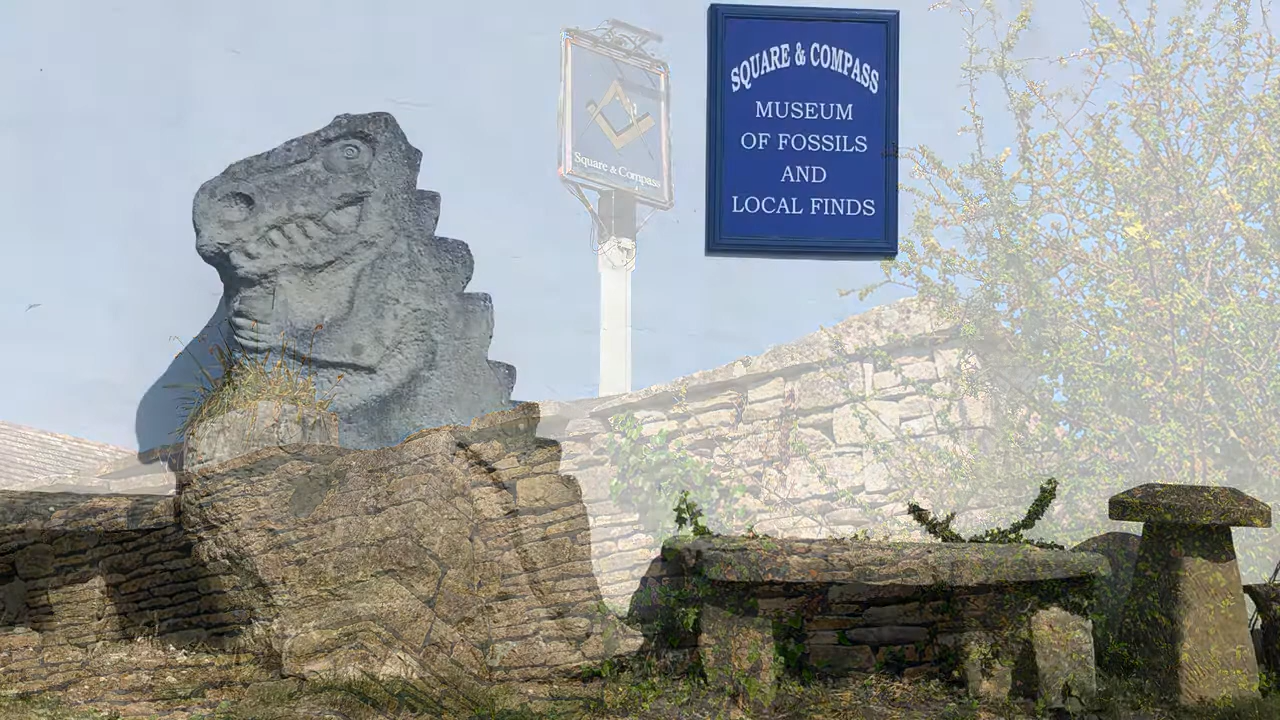 Square & Compass
SQUARE & COMPASS
MUSEUM
OF FOSSILS
AND
LOCAL FINDS